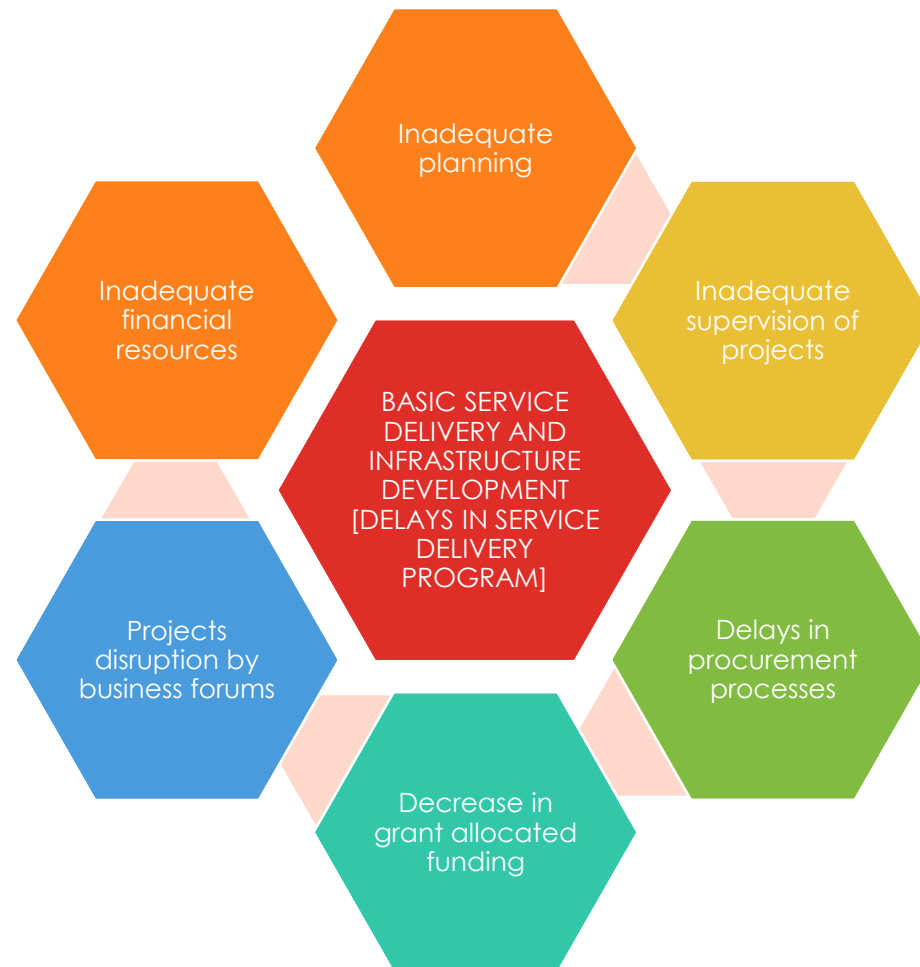 Inadequate
planning
Inadequate
supervision of
projects
Delays in
procurement
processes
Decrease in
grant allocated
funding
Projects
disruption by
business forums
Inadequate
financial
resources
BASIC SERVICE
DELIVERY AND
INFRASTRUCTURE
DEVELOPMENT
[DELAYS IN SERVICE
DELIVERY
PROGRAM]